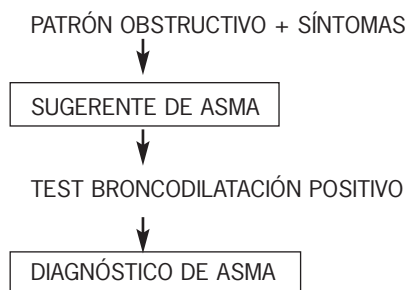 PATRÓN OBSTRUCTIVO + SÍNTOMAS
SUGERENTE DE ASMA
TEST BRONCODILATACIÓN POSITIVO
DIAGNÓSTICO DE ASMA